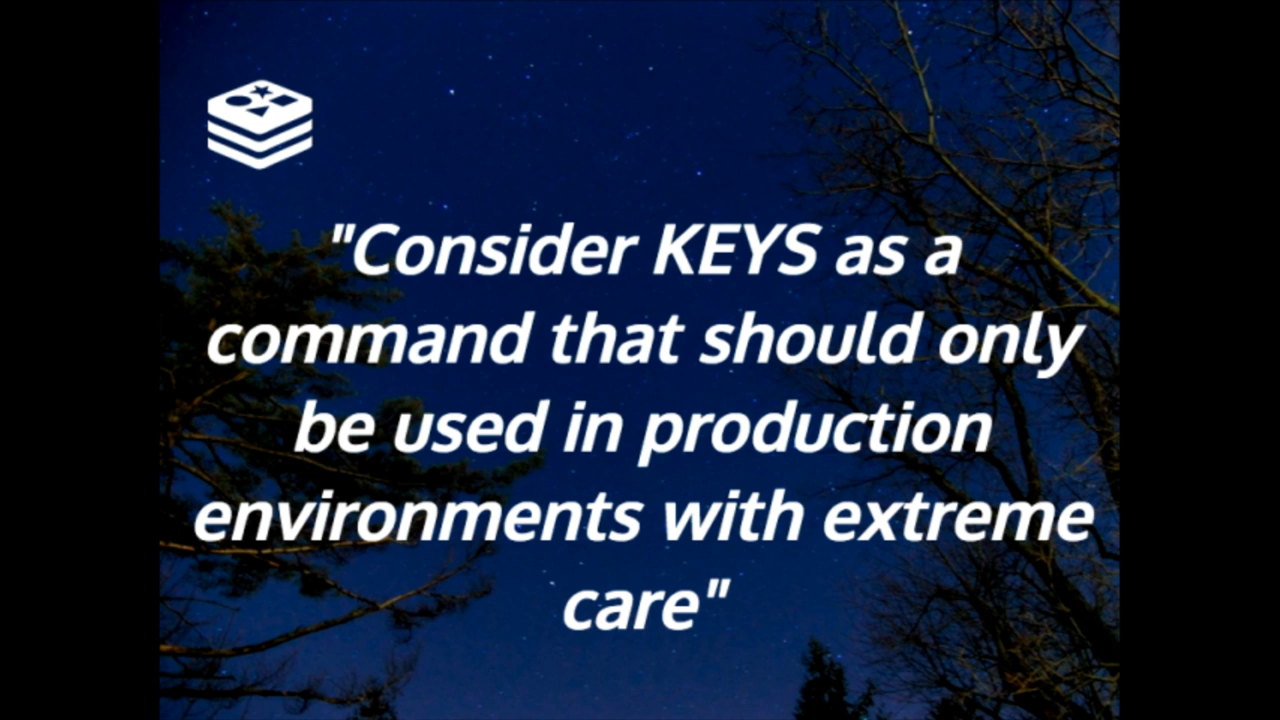 "Consider KEYS as a
command that should only
be used in production
environments with extreme
care"